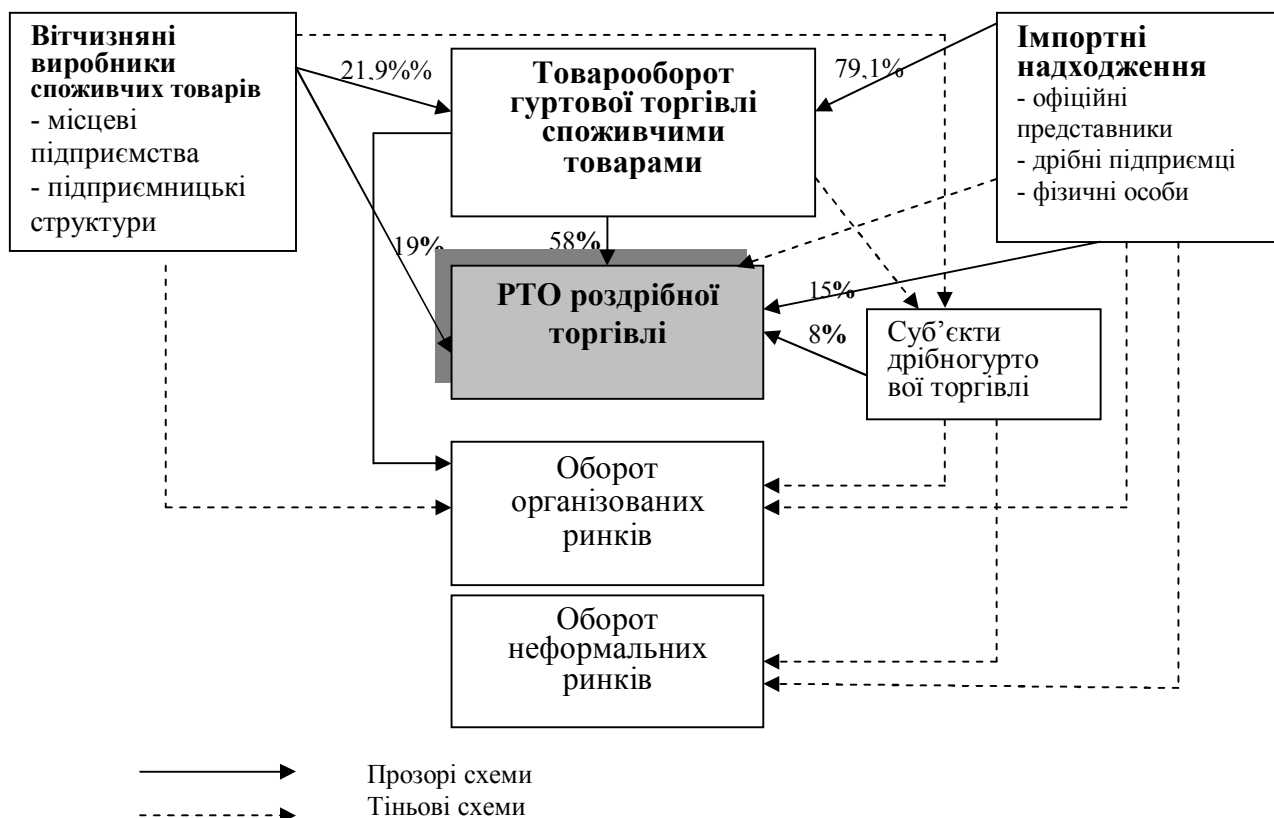 Вітчизняні
виробники
споживчих товарів
- місцеві
підприємства
- підприємницькі
структури
21,9%%
Товарооборот
гуртової торгівлі
споживчими
товарами
79,1%
Імпортні
надходження
- офіційні
представники
- дрібні підприємці
- фізичні особи
19%
58%
РТО роздрібної
торгівлі
15%
8%
Суб’єкти
дрібногурто
вої торгівлі
Оборот
організованих
ринків
Оборот
неформальних
ринків
Прозорі схеми
Тіньові схеми